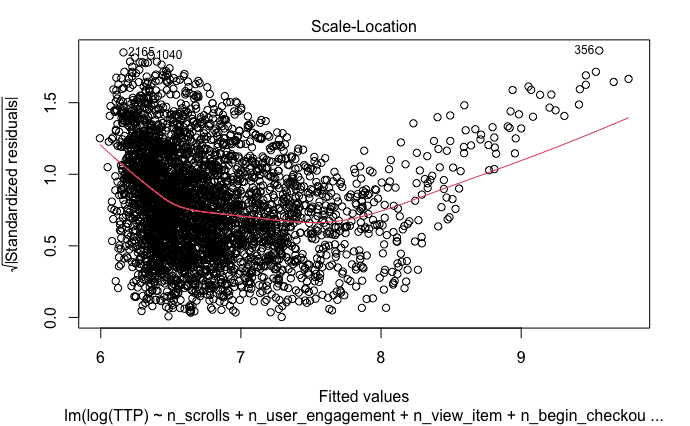 Scale-Location
2165
1040
356
√|Standardized residuals|
0.0
0.5
1.0
1.5
6
7
8
9
Fitted values
lm(log(TTP) ~ n_scrolls + n_user_engagement + n_view_item + n_begin_checkou ...